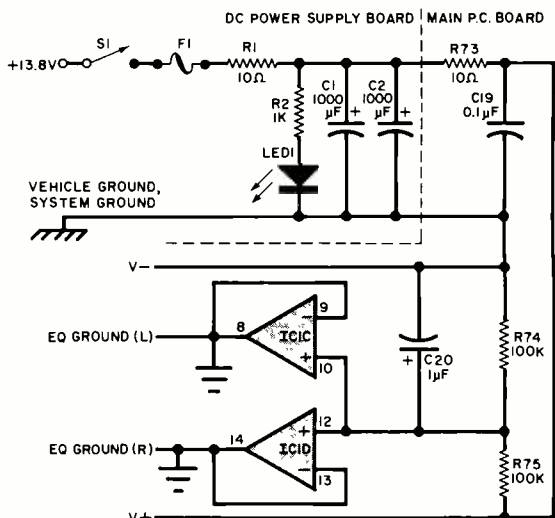 DC POWER SUPPLY BOARD
MAIN P.C. BOARD
S1
F1
R1
10Ω
+13.8V
R73
10Ω
R2
1K
C1
1000
µF
+
C2
1000
µF
+
C19
0.1µF
LED1
VEHICLE GROUND,
SYSTEM GROUND
V−
EQ GROUND (L)
8
IC1C
−
9
+
10
+
C20
1µF
R74
100K
EQ GROUND (R)
14
IC1D
+
12
−
13
R75
100K
V+